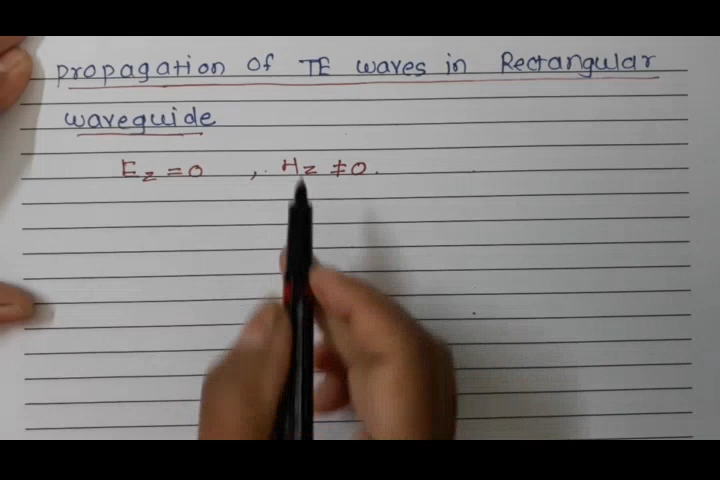 propagation of TE waves in Rectangular
waveguide
Ez = 0 , Hz ≠ 0.